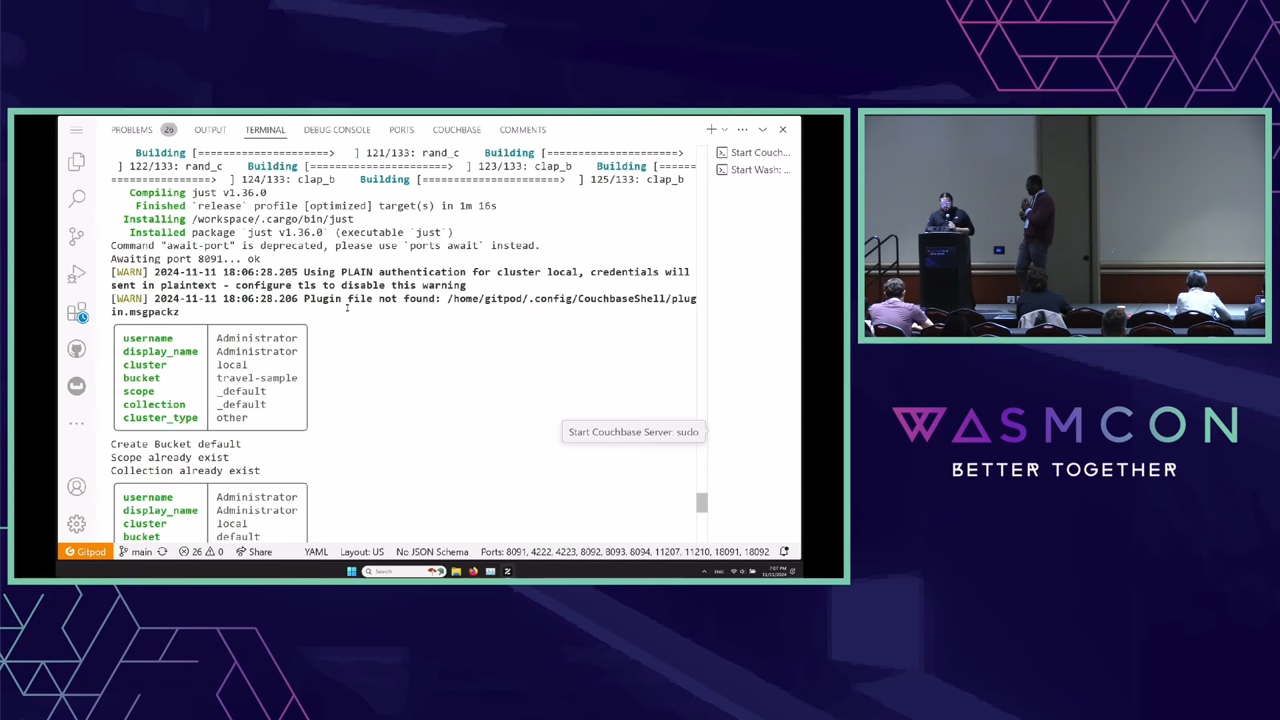 PROBLEMS 26 OUTPUT TERMINAL DEBUG CONSOLE PORTS COUCHBASE COMMENTS
Building [====================> ] 121/133: rand_c Building [====================>
] 122/133: rand_c Building [====================> ] 123/133: clap_b Building [======
===============> ] 124/133: clap_b Building [=====================> ] 125/133: clap_b
Compiling just v1.36.0
Finished `release` profile [optimized] target(s) in 1m 16s
Installing /workspace/.cargo/bin/just
Installed package `just v1.36.0` (executable `just`)
Command "await-port" is deprecated, please use `ports await` instead.
Awaiting port 8091... ok
[WARN] 2024-11-11 18:06:28.205 Using PLAIN authentication for cluster local, credentials will
sent in plaintext - configure tls to disable this warning
[WARN] 2024-11-11 18:06:28.206 Plugin file not found: /home/gitpod/.config/CouchbaseShell/plug
in.msgpackz
username Administrator
display_name Administrator
cluster local
bucket travel-sample
scope _default
collection _default
cluster_type other
Create Bucket default
Scope already exist
Collection already exist
username Administrator
display_name Administrator
cluster local
bucket default
Start Couch...
Start Wash: ...
Start Couchbase Server: sudo
Gitpod main 26 0 Share YAML Layout: US No JSON Schema Ports: 8091, 4222, 4223, 8092, 8093, 8094, 11207, 11210, 18091, 18092
Search
ENG
7:07 PM
11/11/2024
WASMCON
BETTER TOGETHER